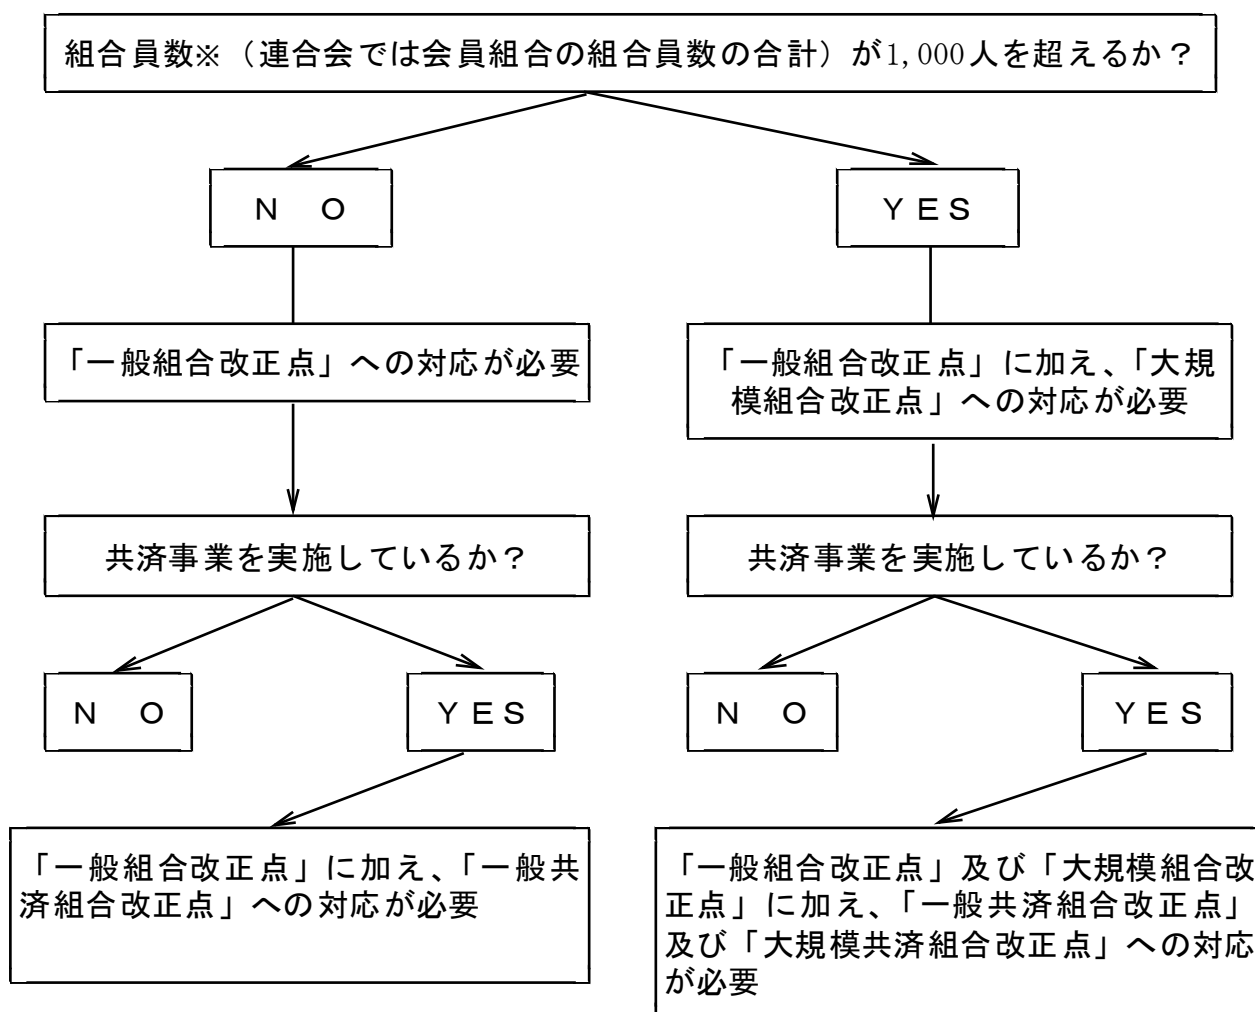 組合員数※（連合会では会員組合の組合員数の合計）が1,000人を超えるか？
ＮＯ
ＹＥＳ
「一般組合改正点」への対応が必要
「一般組合改正点」に加え、「大規
模組合改正点」への対応が必要
共済事業を実施しているか？
共済事業を実施しているか？
ＮＯ
ＹＥＳ
ＮＯ
ＹＥＳ
「一般組合改正点」に加え、「一般共
済組合改正点」への対応が必要
「一般組合改正点」及び「大規模組合改
正点」に加え、「一般共済組合改正点」
及び「大規模共済組合改正点」への対応
が必要